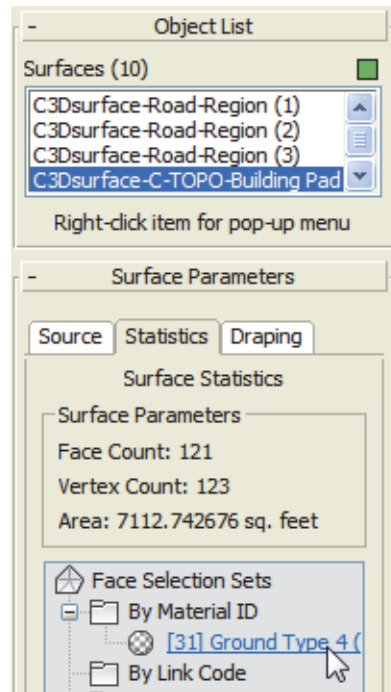 - Object List
Surfaces (10)
C3Dsurface-Road-Region (1)
C3Dsurface-Road-Region (2)
C3Dsurface-Road-Region (3)
C3Dsurface-C-TOPO-Building Pad
Right-click item for pop-up menu
- Surface Parameters
Source Statistics Draping
Surface Statistics
Surface Parameters
Face Count: 121
Vertex Count: 123
Area: 7112.742676 sq. feet
Face Selection Sets
By Material ID
[31] Ground Type 4 (
By Link Code